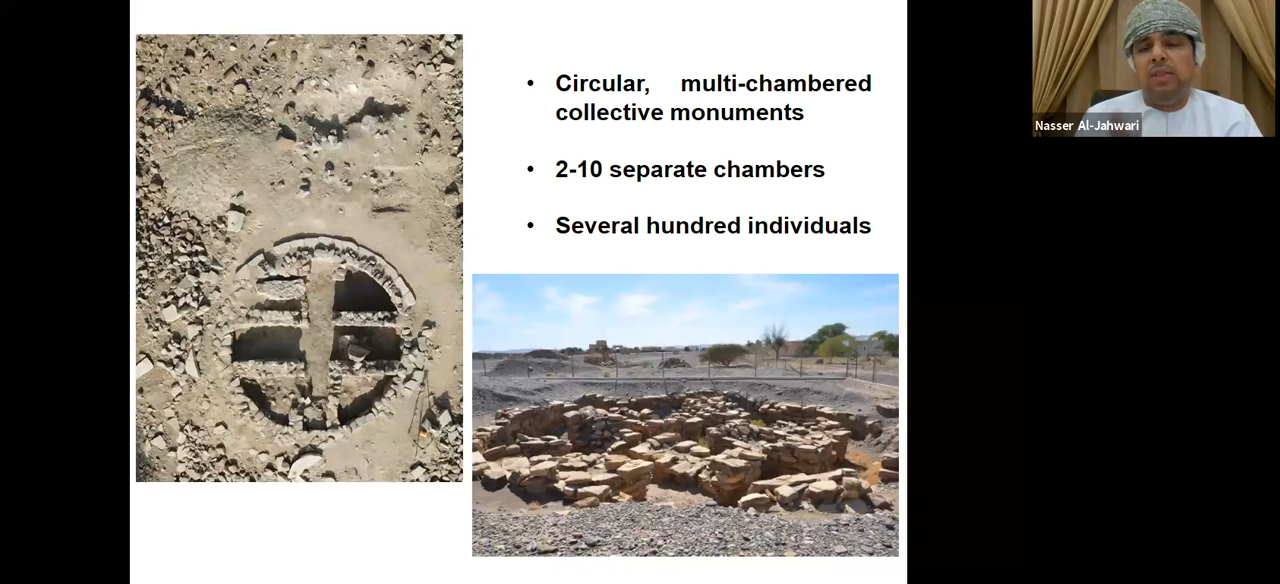 • Circular, multi-chambered
collective monuments
• 2-10 separate chambers
• Several hundred individuals
Nasser Al-Jahwari